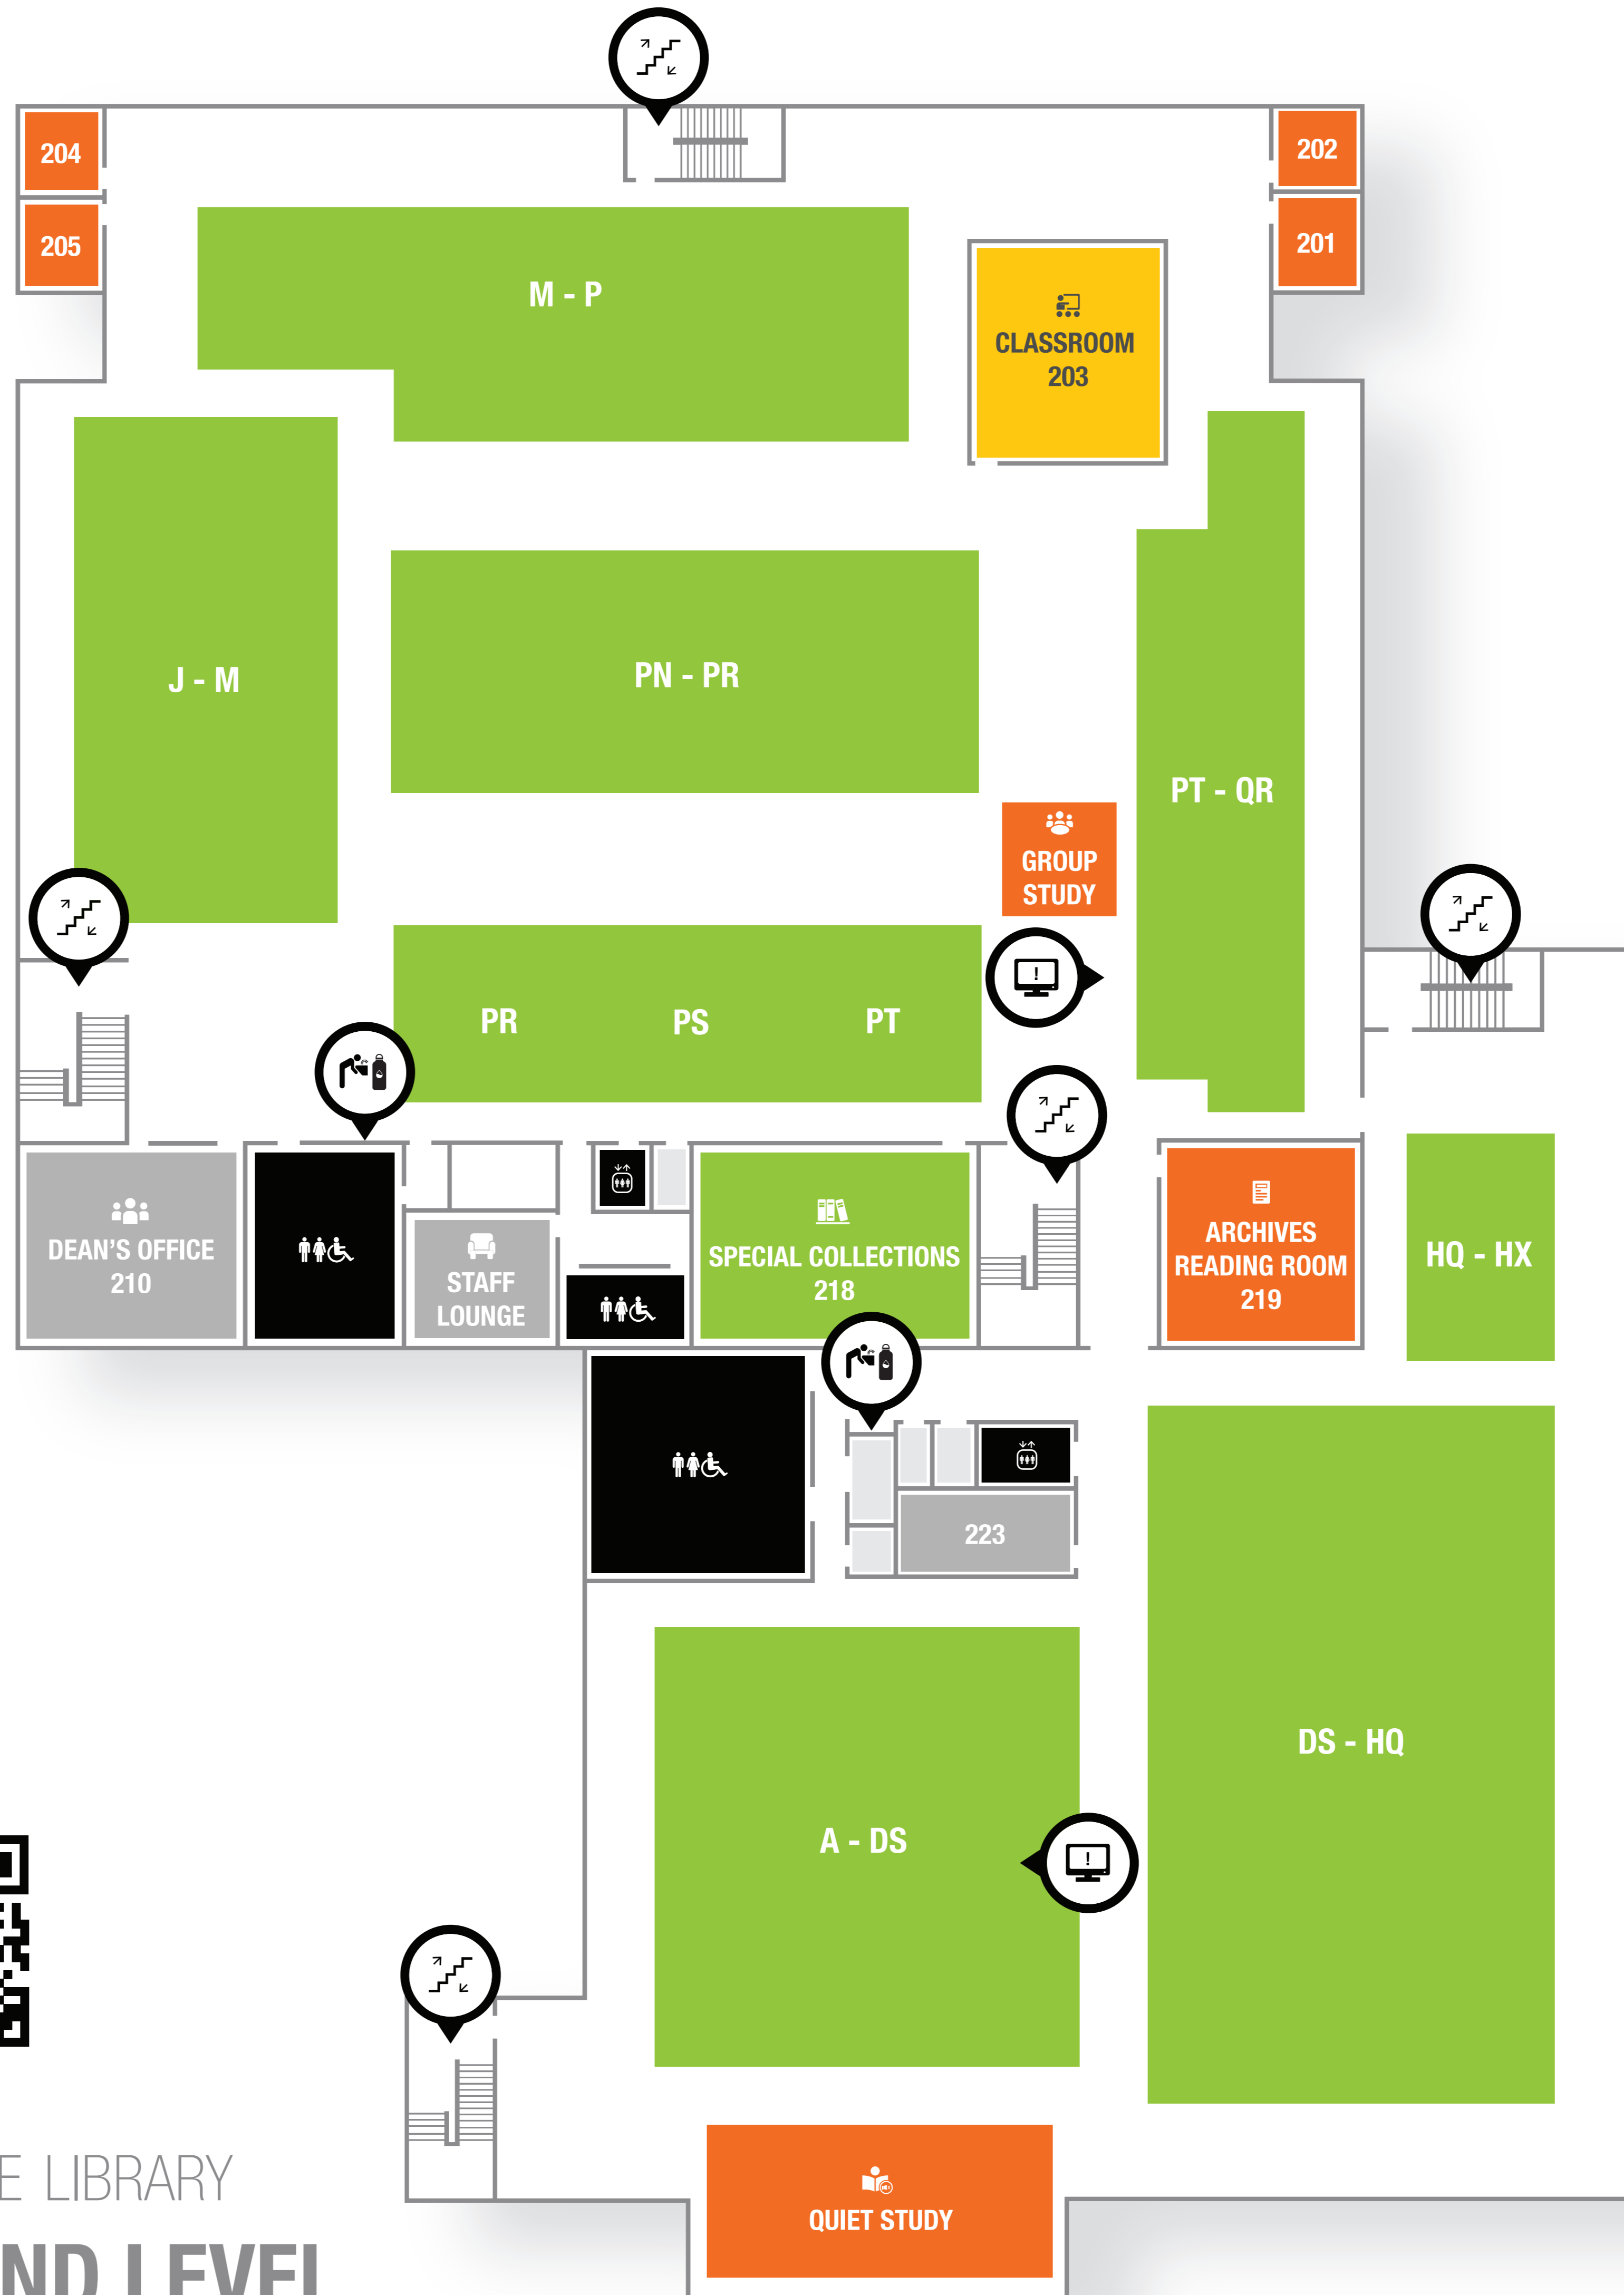 204
202
205
201
M - P
CLASSROOM
203
J - M
PN - PR
PT - QR
GROUP
STUDY
PR
PS
PT
DEAN'S OFFICE
210
STAFF
LOUNGE
SPECIAL COLLECTIONS
218
ARCHIVES
READING ROOM
219
HQ - HX
223
DS - HQ
A - DS
E LIBRARY
QUIET STUDY
ND LEVEL